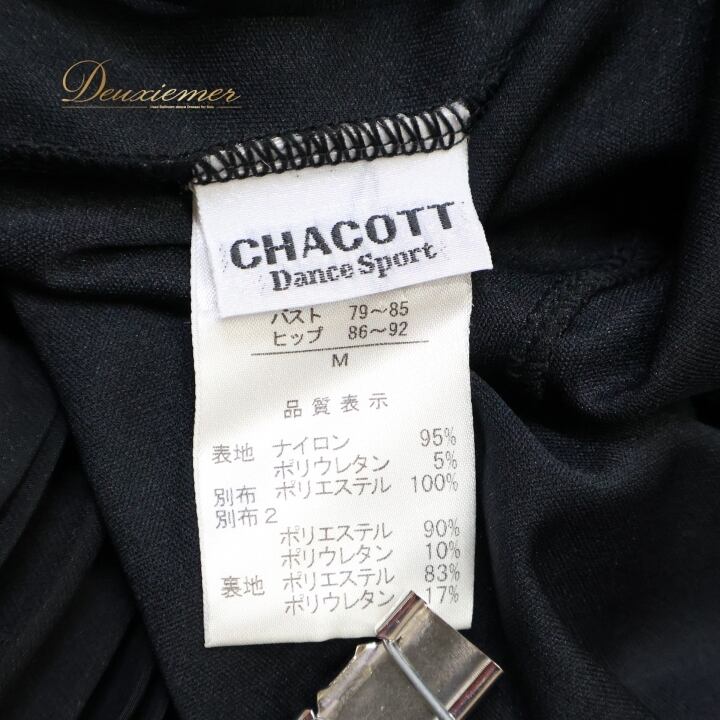 Deuxiemer
CHACOTT
Dance Sport
バスト 79～85
ヒップ 86～92
M
品質表示
表地 ナイロン 95%
ポリウレタン 5%
別布 ポリエステル 100%
別布2
ポリエステル 90%
ポリウレタン 10%
裏地 ポリエステル 83%
ポリウレタン 17%